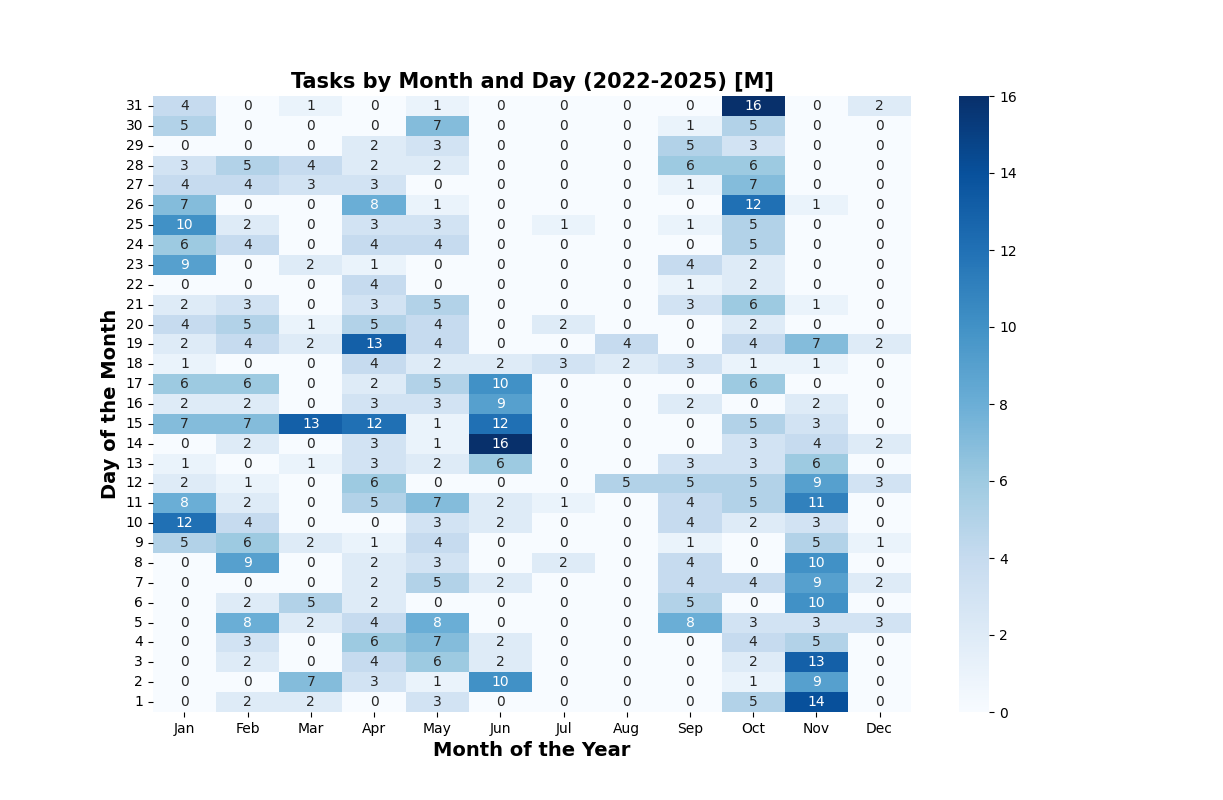 Tasks by Month and Day (2022-2025) [M]
31 4 0 1 0 1 0 0 0 0 16 0 2
30 5 0 0 0 7 0 0 0 1 5 0 0
29 0 0 0 2 3 0 0 0 5 3 0 0
28 3 5 4 2 2 0 0 0 6 6 0 0
27 4 4 3 3 0 0 0 0 1 7 0 0
26 7 0 0 8 1 0 0 0 0 12 1 0
25 10 2 0 3 3 0 1 0 1 5 0 0
24 6 4 0 4 4 0 0 0 0 5 0 0
23 9 0 2 1 0 0 0 0 4 2 0 0
22 0 0 0 4 0 0 0 0 1 2 0 0
21 2 3 0 3 5 0 0 0 3 6 1 0
20 4 5 1 5 4 0 2 0 0 2 0 0
19 2 4 2 13 4 0 0 4 0 4 7 2
18 1 0 0 4 2 2 3 2 3 1 1 0
17 6 6 0 2 5 10 0 0 0 6 0 0
16 2 2 0 3 3 9 0 0 2 0 2 0
15 7 7 13 12 1 12 0 0 0 5 3 0
14 0 2 0 3 1 16 0 0 0 3 4 2
13 1 0 1 3 2 6 0 0 3 3 6 0
12 2 1 0 6 0 0 0 5 5 5 9 3
11 8 2 0 5 7 2 1 0 4 5 11 0
10 12 4 0 0 3 2 0 0 4 2 3 0
9 5 6 2 1 4 0 0 0 1 0 5 1
8 0 9 0 2 3 0 2 0 4 0 10 0
7 0 0 0 2 5 2 0 0 4 4 9 2
6 0 2 5 2 0 0 0 0 5 0 10 0
5 0 8 2 4 8 0 0 0 8 3 3 3
4 0 3 0 6 7 2 0 0 0 4 5 0
3 0 2 0 4 6 2 0 0 0 2 13 0
2 0 0 7 3 1 10 0 0 0 1 9 0
1 0 2 2 0 3 0 0 0 0 5 14 0
Jan Feb Mar Apr May Jun Jul Aug Sep Oct Nov Dec
Month of the Year
Day of the Month
16
14
12
10
8
6
4
2
0